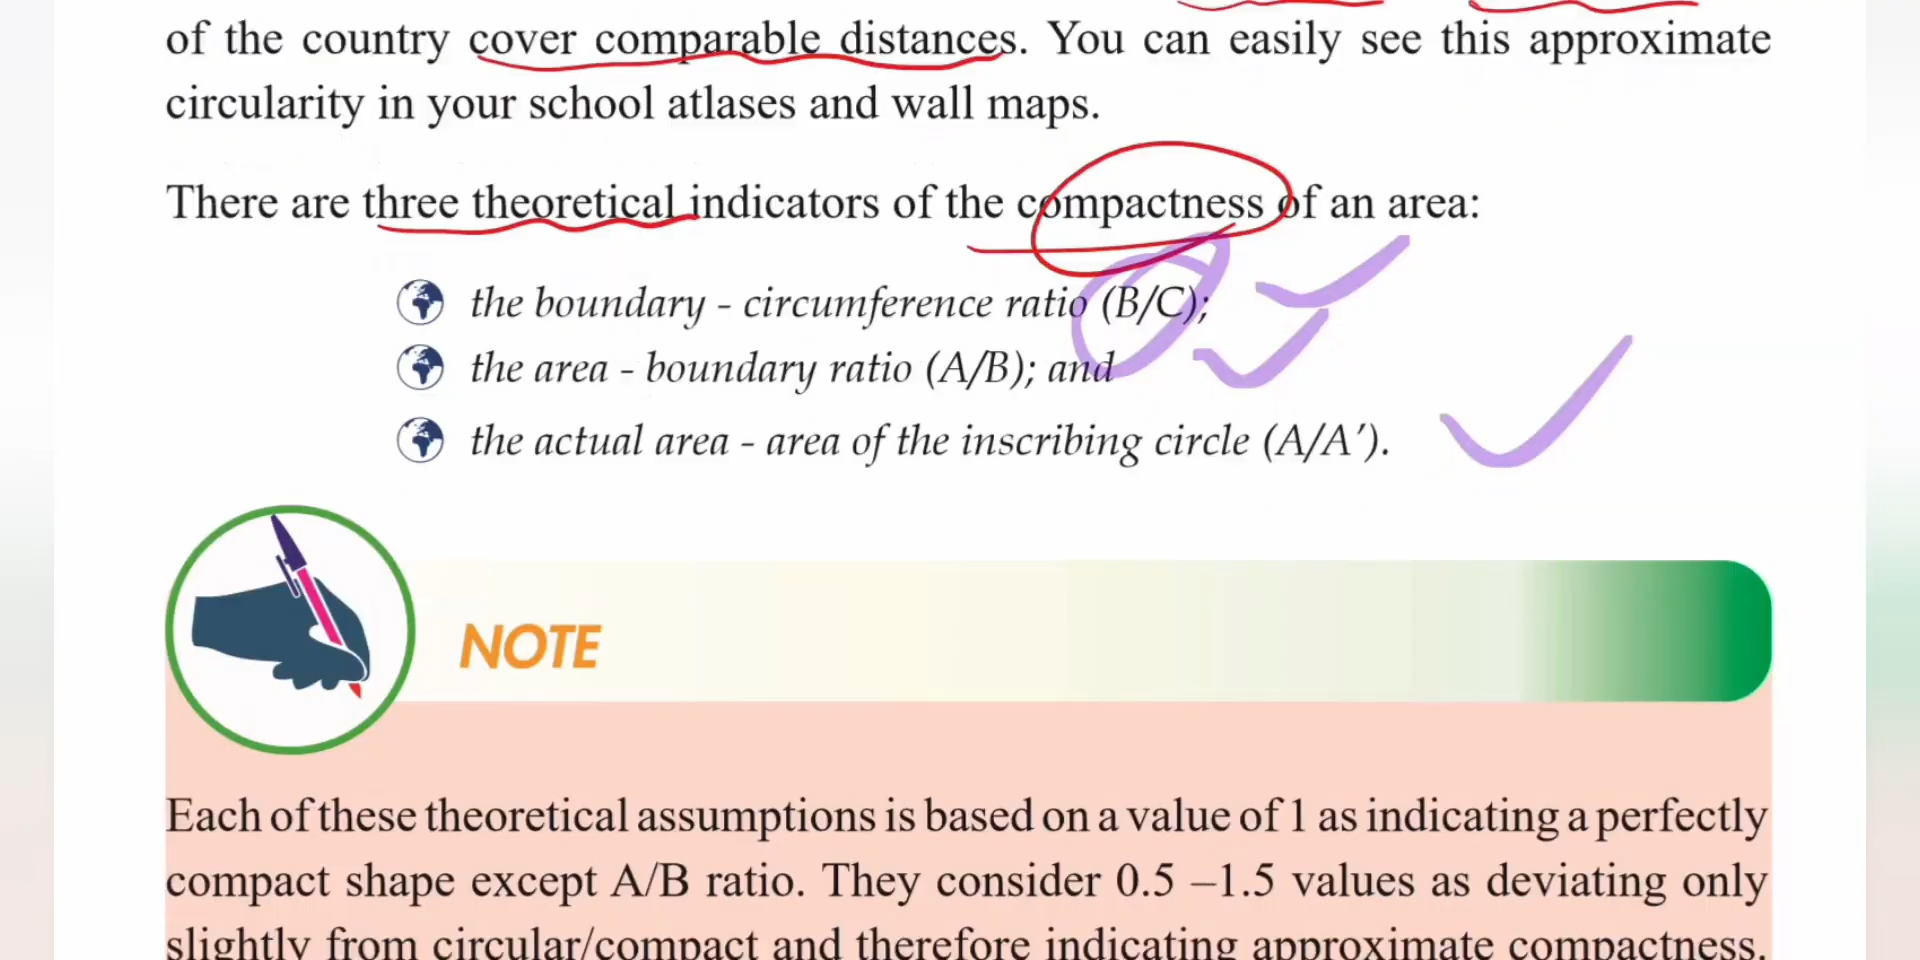 of the country cover comparable distances. You can easily see this approximate
circularity in your school atlases and wall maps.
There are three theoretical indicators of the compactness of an area:
the boundary - circumference ratio (B/C);
the area - boundary ratio (A/B); and
the actual area - area of the inscribing circle (A/A′).
NOTE
Each of these theoretical assumptions is based on a value of 1 as indicating a perfectly
compact shape except A/B ratio. They consider 0.5 –1.5 values as deviating only
slightly from circular/compact and therefore indicating approximate compactness.